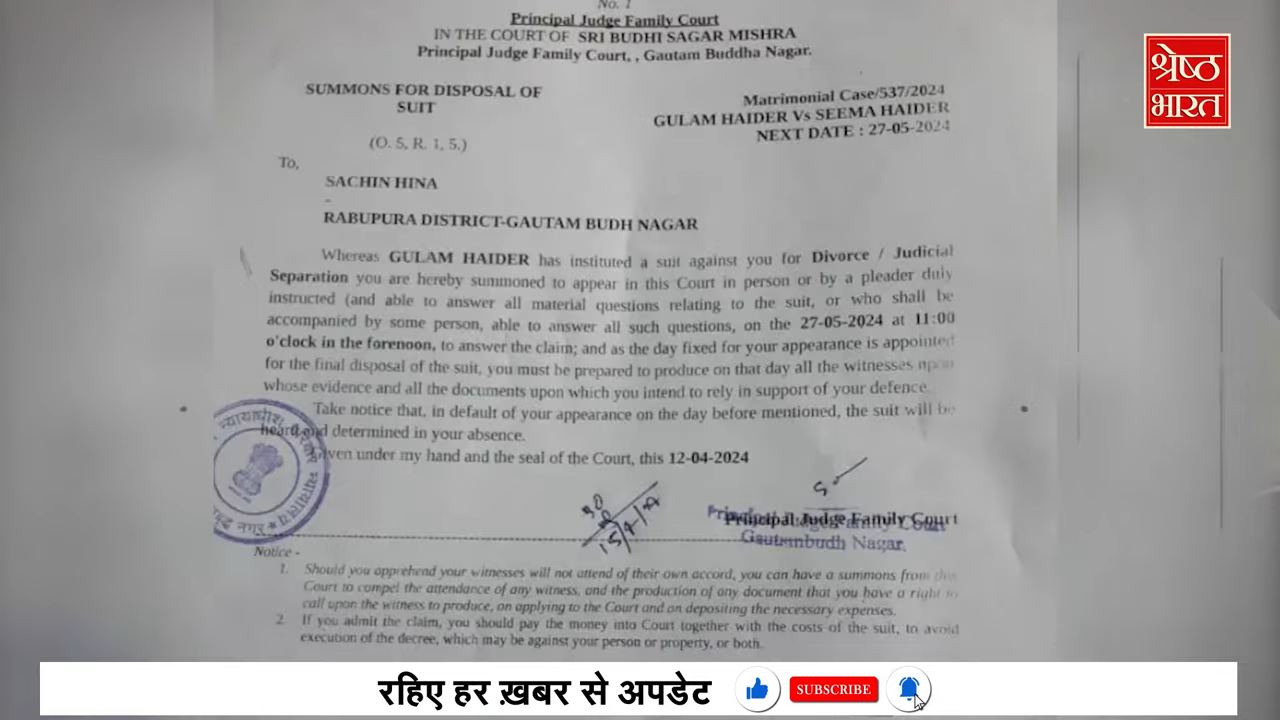 No. 1
Principal Judge Family Court
IN THE COURT OF SRI BUDHI SAGAR MISHRA
Principal Judge Family Court, , Gautam Buddha Nagar.
श्रेष्ठ
भारत
SUMMONS FOR DISPOSAL OF
SUIT
(O. 5, R. 1, 5.)
Matrimonial Case/537/2024
GULAM HAIDER Vs SEEMA HAIDER
NEXT DATE : 27-05-2024
To,
SACHIN HINA
-
RABUPURA DISTRICT-GAUTAM BUDH NAGAR
Whereas GULAM HAIDER has instituted a suit against you for Divorce / Judicial
Separation you are hereby summoned to appear in this Court in person or by a pleader duly
instructed (and able to answer all material questions relating to the suit, or who shall be
accompanied by some person, able to answer all such questions, on the 27-05-2024 at 11:00
o'clock in the forenoon, to answer the claim; and as the day fixed for your appearance is appointed
for the final disposal of the suit, you must be prepared to produce on that day all the witnesses upon
whose evidence and all the documents upon which you intend to rely in support of your defence.
Take notice that, in default of your appearance on the day before mentioned, the suit will be
heard and determined in your absence.
iven under my hand and the seal of the Court, this 12-04-2024
न्यायाधीश, परिवार न्यायालय
नगर
Principal Judge Family Court
Gautambudh Nagar.
Notice -
1. Should you apprehend your witnesses will not attend of their own accord, you can have a summons from this
Court to compel the attendance of any witness, and the production of any document that you have a right to
call upon the witness to produce, on applying to the Court and on depositing the necessary expenses.
2. If you admit the claim, you should pay the money into Court together with the costs of the suit, to avoid
execution of the decree, which may be against your person or property, or both.
रहिए हर ख़बर से अपडेट
SUBSCRIBE